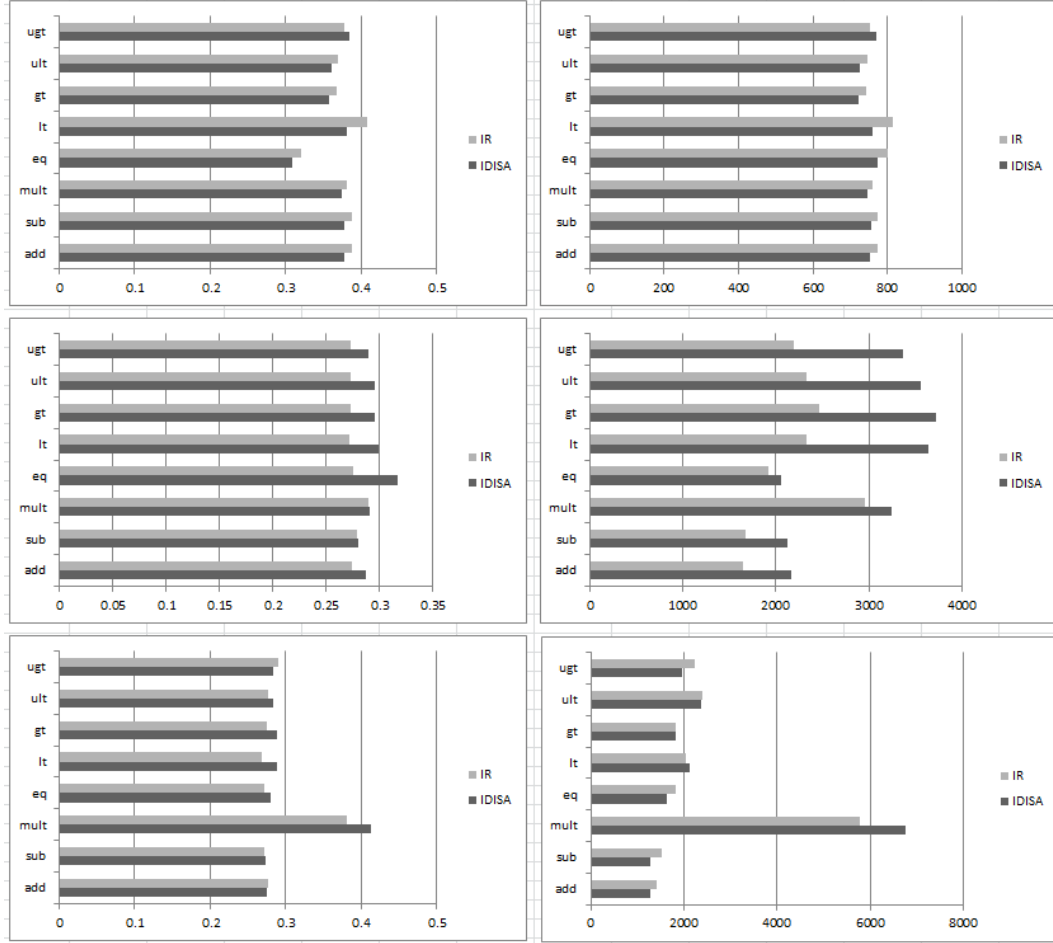 ugt
ult
gt
lt
eq
mult
sub
add
0 0.1 0.2 0.3 0.4 0.5
IR
IDISA
ugt
ult
gt
lt
eq
mult
sub
add
0 200 400 600 800 1000
IR
IDISA
ugt
ult
gt
lt
eq
mult
sub
add
0 0.05 0.1 0.15 0.2 0.25 0.3 0.35
IR
IDISA
ugt
ult
gt
lt
eq
mult
sub
add
0 1000 2000 3000 4000
IR
IDISA
ugt
ult
gt
lt
eq
mult
sub
add
0 0.1 0.2 0.3 0.4 0.5
IR
IDISA
ugt
ult
gt
lt
eq
mult
sub
add
0 2000 4000 6000 8000
IR
IDISA